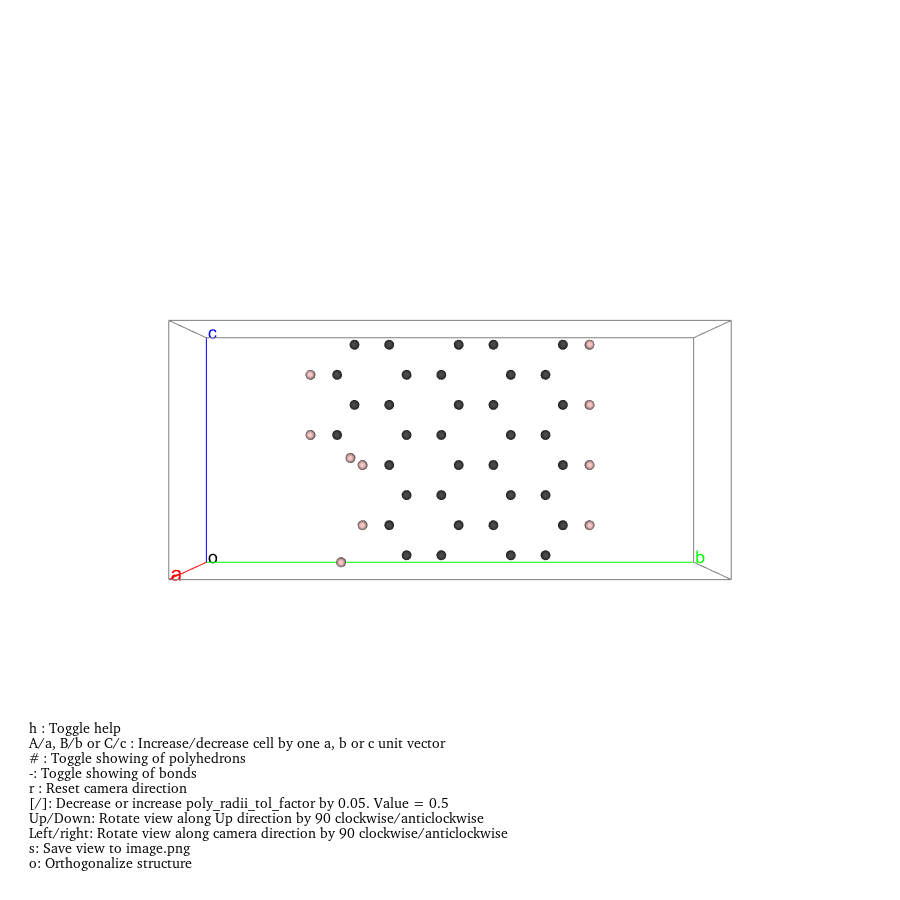 c
o
b
a
h : Toggle help
A/a, B/b or C/c : Increase/decrease cell by one a, b or c unit vector
# : Toggle showing of polyhedrons
-: Toggle showing of bonds
r : Reset camera direction
[/]: Decrease or increase poly_radii_tol_factor by 0.05. Value = 0.5
Up/Down: Rotate view along Up direction by 90 clockwise/anticlockwise
Left/right: Rotate view along camera direction by 90 clockwise/anticlockwise
s: Save view to image.png
o: Orthogonalize structure